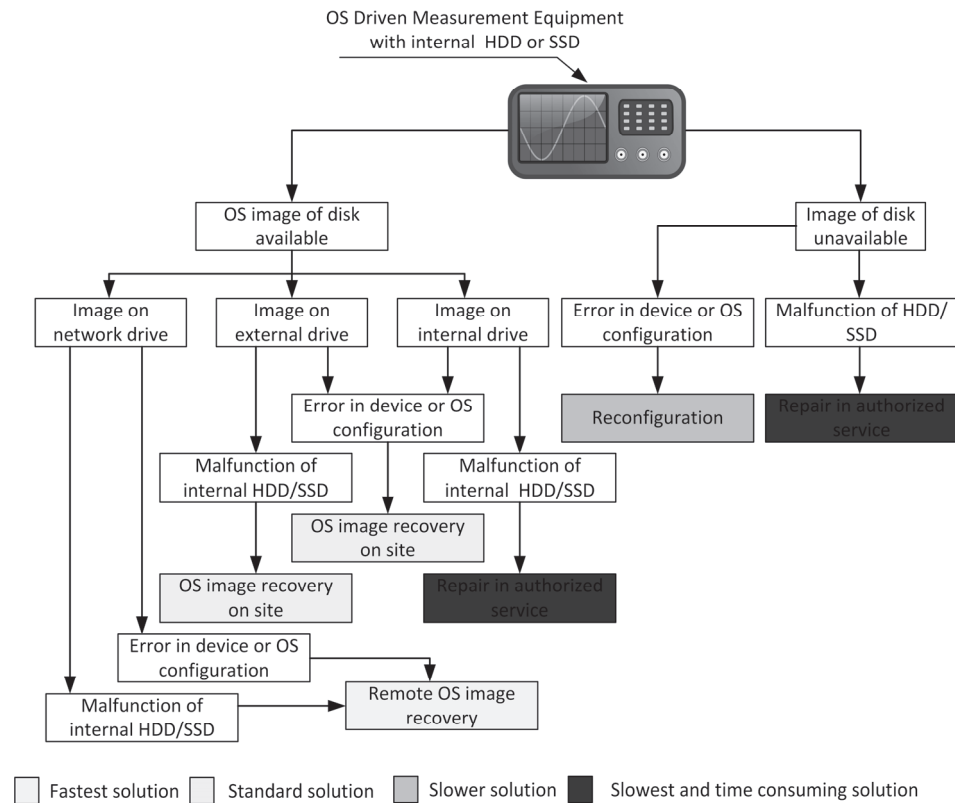 OS Driven Measurement Equipment
with internal HDD or SSD
OS image of disk
available
Image of disk
unavailable
Image on
network drive
Image on
external drive
Image on
internal drive
Error in device or OS
configuration
Malfunction of HDD/
SSD
Error in device or OS
configuration
Reconfiguration
Repair in authorized
service
Malfunction of
internal HDD/SSD
Malfunction of
internal HDD/SSD
OS image recovery
on site
OS image recovery
on site
Repair in authorized
service
Error in device or OS
configuration
Remote OS image
recovery
Malfunction of
internal HDD/SSD
Fastest solution
Standard solution
Slower solution
Slowest and time consuming solution